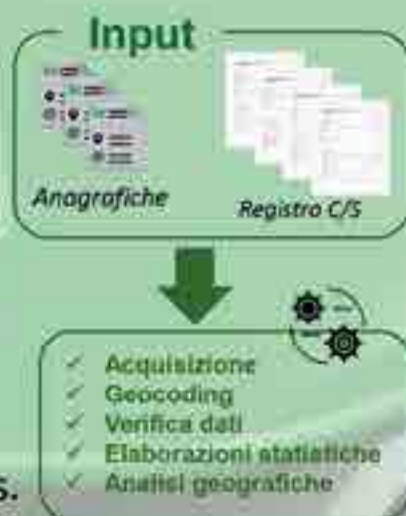 Input
Anagrafiche
Registro C/S
✓ Acquisizione
✓ Geocoding
✓ Verifica dati
✓ Elaborazioni statistiche
✓ Analisi geografiche
s.